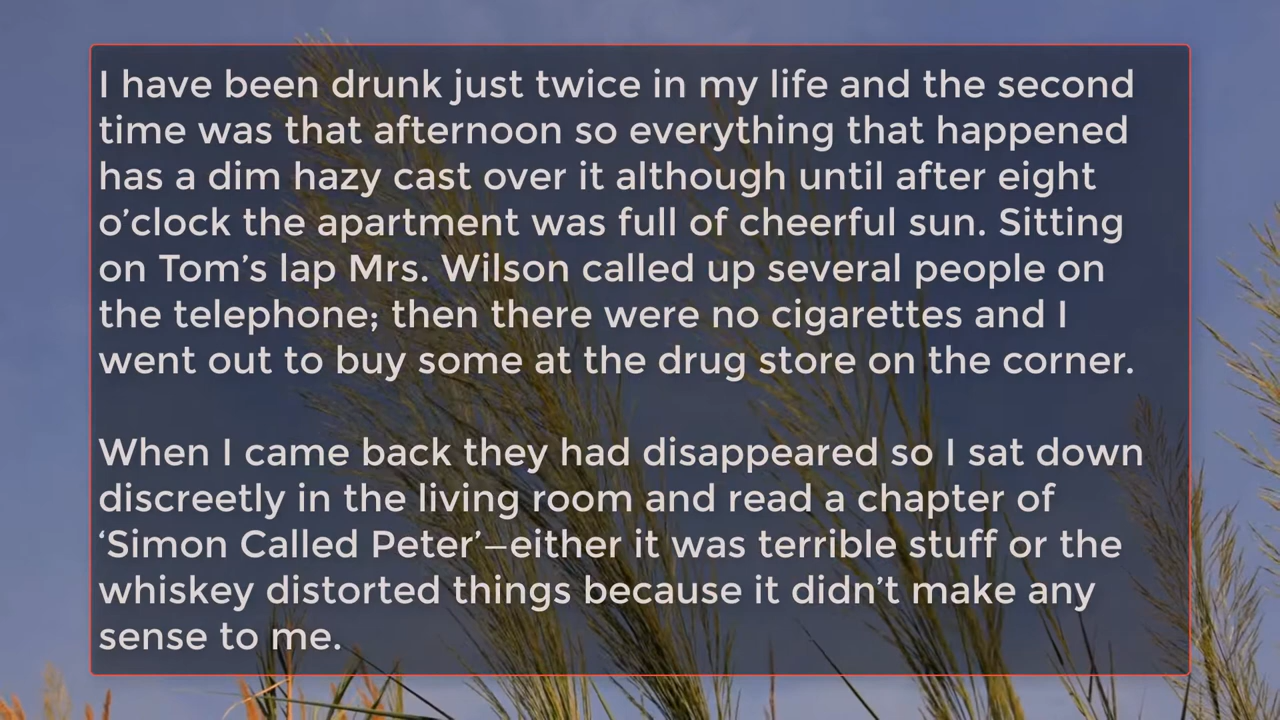 I have been drunk just twice in my life and the second
time was that afternoon so everything that happened
has a dim hazy cast over it although until after eight
o’clock the apartment was full of cheerful sun. Sitting
on Tom’s lap Mrs. Wilson called up several people on
the telephone; then there were no cigarettes and I
went out to buy some at the drug store on the corner.
When I came back they had disappeared so I sat down
discreetly in the living room and read a chapter of
‘Simon Called Peter’—either it was terrible stuff or the
whiskey distorted things because it didn’t make any
sense to me.